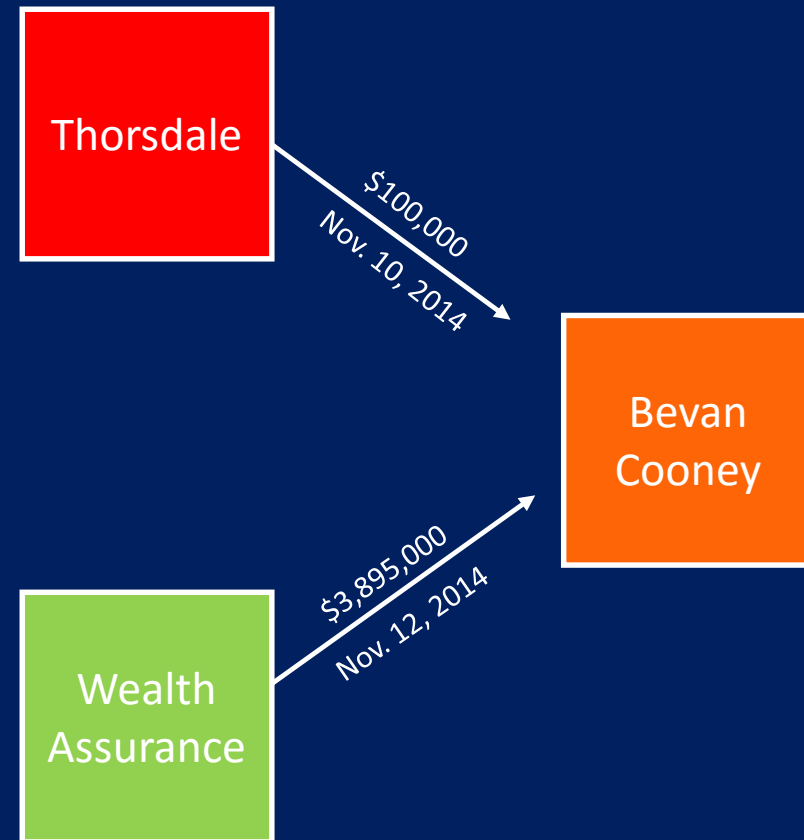 Thorsdale
$100,000
Nov. 10, 2014
Bevan
Cooney
$3,895,000
Nov. 12, 2014
Wealth
Assurance